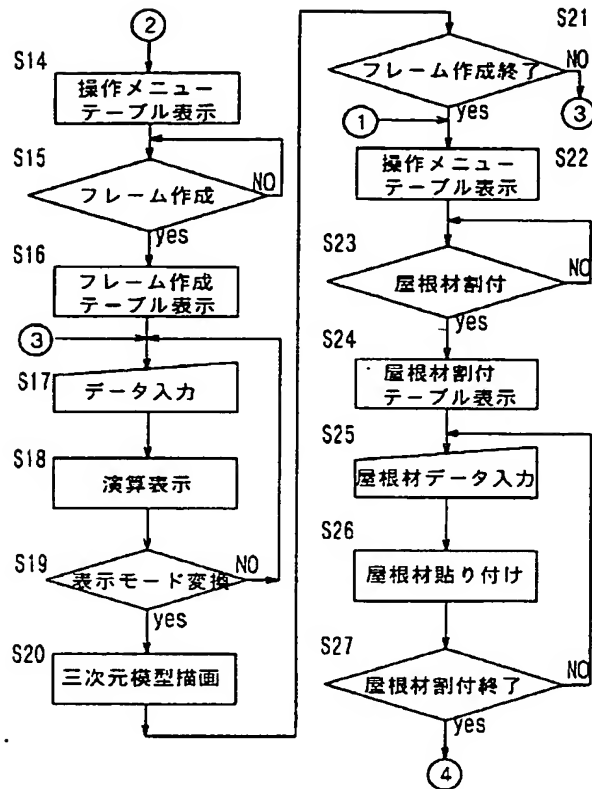 ②
S14
操作メニュー
テーブル表示
S15
フレーム作成
NO
yes
S16
フレーム作成
テーブル表示
③
S17
データ入力
S18
演算表示
S19
表示モード変換
NO
yes
S20
三次元模型描画
S21
フレーム作成終了
NO
③
yes
①
S22
操作メニュー
テーブル表示
S23
屋根材割付
NO
yes
S24
屋根材割付
テーブル表示
S25
屋根材データ入力
S26
屋根材貼り付け
S27
屋根材割付終了
NO
yes
④